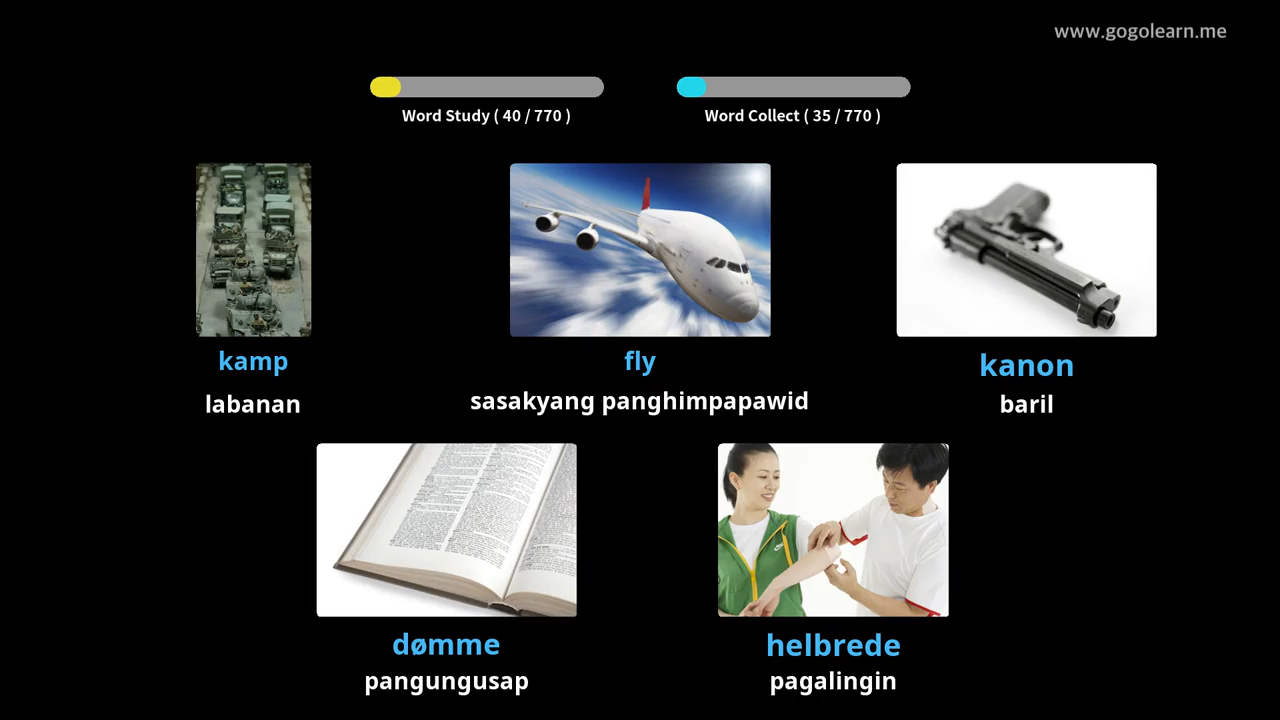 www.gogolearn.me
Word Study ( 40 / 770 )
Word Collect ( 35 / 770 )
kamp
fly
kanon
labanan
sasakyang panghimpapawid
baril
dømme
helbrede
pangungusap
pagalingin